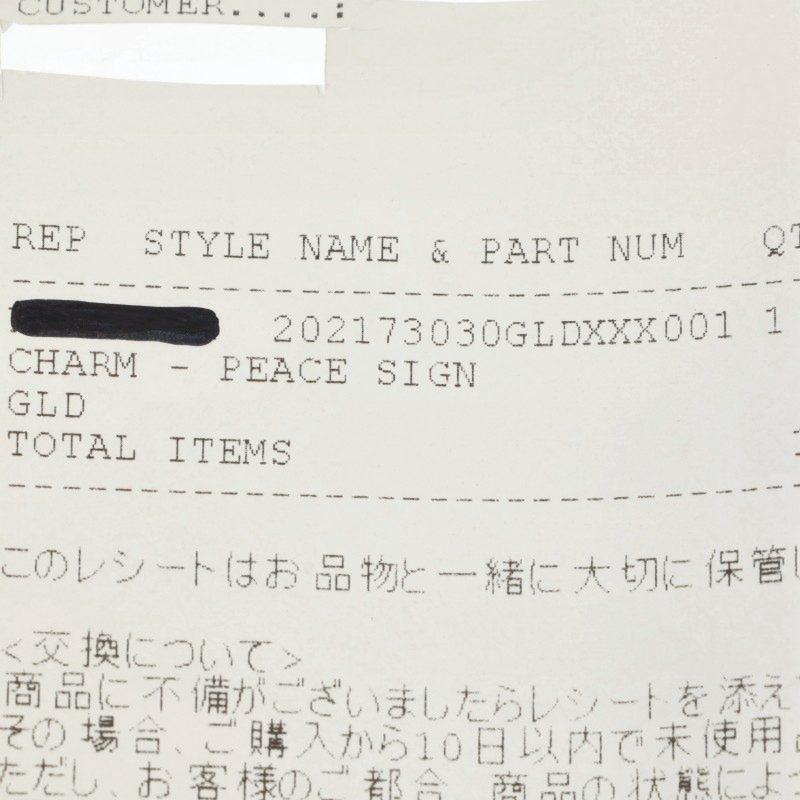 CUSTOMER....:
REP STYLE NAME & PART NUM QT
202173030GLDXXX001 1
CHARM - PEACE SIGN
GLD
TOTAL ITEMS 1
このレシートはお品物と一緒に大切に保管し
<交換について>
商品に不備がございましたらレシートを添え
その場合、ご購入から10日以内で未使用
ただし、お客様のご都合、商品の状態によっ